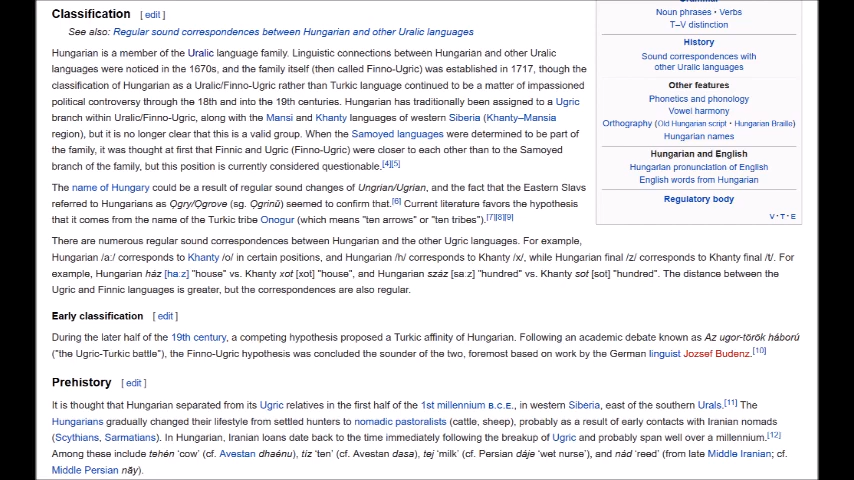 Classification [ edit ]
See also: Regular sound correspondences between Hungarian and other Uralic languages
Hungarian is a member of the Uralic language family. Linguistic connections between Hungarian and other Uralic
languages were noticed in the 1670s, and the family itself (then called Finno-Ugric) was established in 1717, though the
classification of Hungarian as a Uralic/Finno-Ugric rather than Turkic language continued to be a matter of impassioned
political controversy through the 18th and into the 19th centuries. Hungarian has traditionally been assigned to a Ugric
branch within Uralic/Finno-Ugric, along with the Mansi and Khanty languages of western Siberia (Khanty–Mansia
region), but it is no longer clear that this is a valid group. When the Samoyed languages were determined to be part of
the family, it was thought at first that Finnic and Ugric (Finno-Ugric) were closer to each other than to the Samoyed
branch of the family, but this position is currently considered questionable.[4][5]
The name of Hungary could be a result of regular sound changes of Ungrian/Ugrian, and the fact that the Eastern Slavs
referred to Hungarians as Ǫgry/Ǫgrove (sg. Ǫgrinŭ) seemed to confirm that.[6] Current literature favors the hypothesis
that it comes from the name of the Turkic tribe Onogur (which means "ten arrows" or "ten tribes").[7][8][9]
There are numerous regular sound correspondences between Hungarian and the other Ugric languages. For example,
Hungarian /aː/ corresponds to Khanty /o/ in certain positions, and Hungarian /h/ corresponds to Khanty /x/, while Hungarian final /z/ corresponds to Khanty final /t/. For
example, Hungarian ház [haːz] "house" vs. Khanty xot [xot] "house", and Hungarian száz [saːz] "hundred" vs. Khanty sot [sot] "hundred". The distance between the
Ugric and Finnic languages is greater, but the correspondences are also regular.
Early classification [ edit ]
During the later half of the 19th century, a competing hypothesis proposed a Turkic affinity of Hungarian. Following an academic debate known as Az ugor-török háború
("the Ugric-Turkic battle"), the Finno-Ugric hypothesis was concluded the sounder of the two, foremost based on work by the German linguist Jozsef Budenz.[10]
Prehistory [ edit ]
It is thought that Hungarian separated from its Ugric relatives in the first half of the 1st millennium B.C.E., in western Siberia, east of the southern Urals.[11] The
Hungarians gradually changed their lifestyle from settled hunters to nomadic pastoralists (cattle, sheep), probably as a result of early contacts with Iranian nomads
(Scythians, Sarmatians). In Hungarian, Iranian loans date back to the time immediately following the breakup of Ugric and probably span well over a millennium.[12]
Among these include tehén 'cow' (cf. Avestan dhaénu), tíz 'ten' (cf. Avestan dasa), tej 'milk' (cf. Persian dáje 'wet nurse'), and nád 'reed' (from late Middle Iranian; cf.
Middle Persian nāy).
Grammar
Noun phrases • Verbs
T–V distinction
History
Sound correspondences with
other Uralic languages
Other features
Phonetics and phonology
Vowel harmony
Orthography (Old Hungarian script • Hungarian Braille)
Hungarian names
Hungarian and English
Hungarian pronunciation of English
English words from Hungarian
Regulatory body
V • T • E